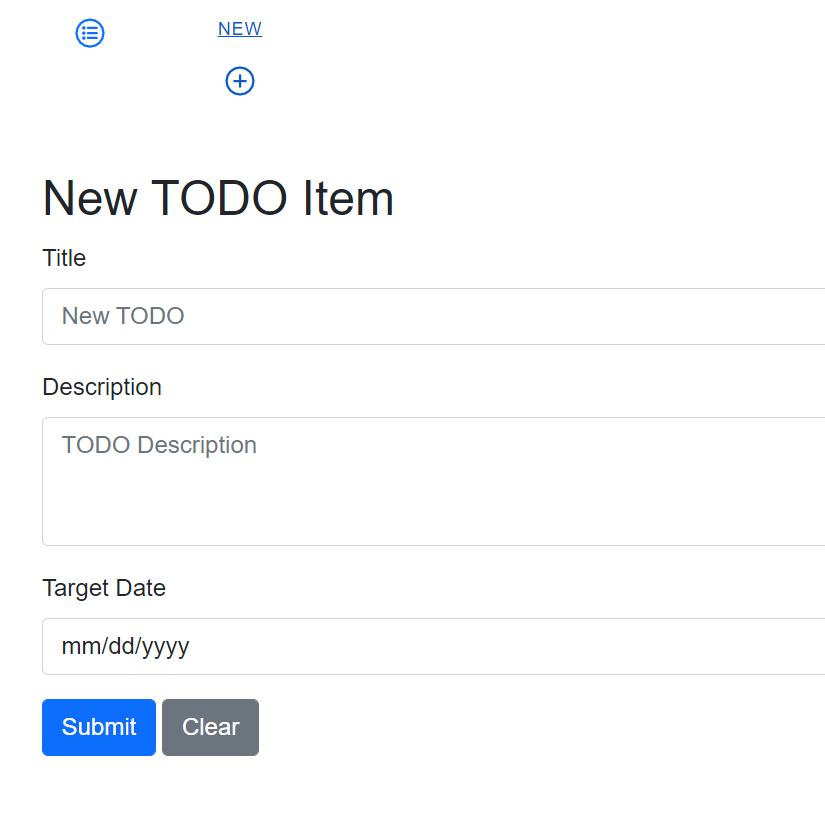 NEW
New TODO Item
Title
New TODO
Description
TODO Description
Target Date
mm/dd/yyyy
Submit Clear